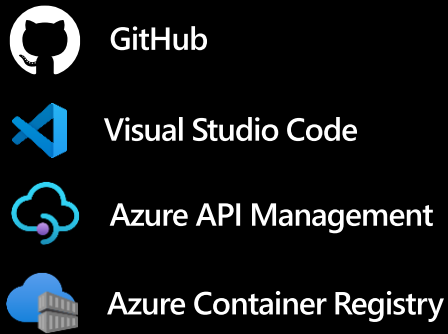 GitHub
Visual Studio Code
Azure API Management
Azure Container Registry